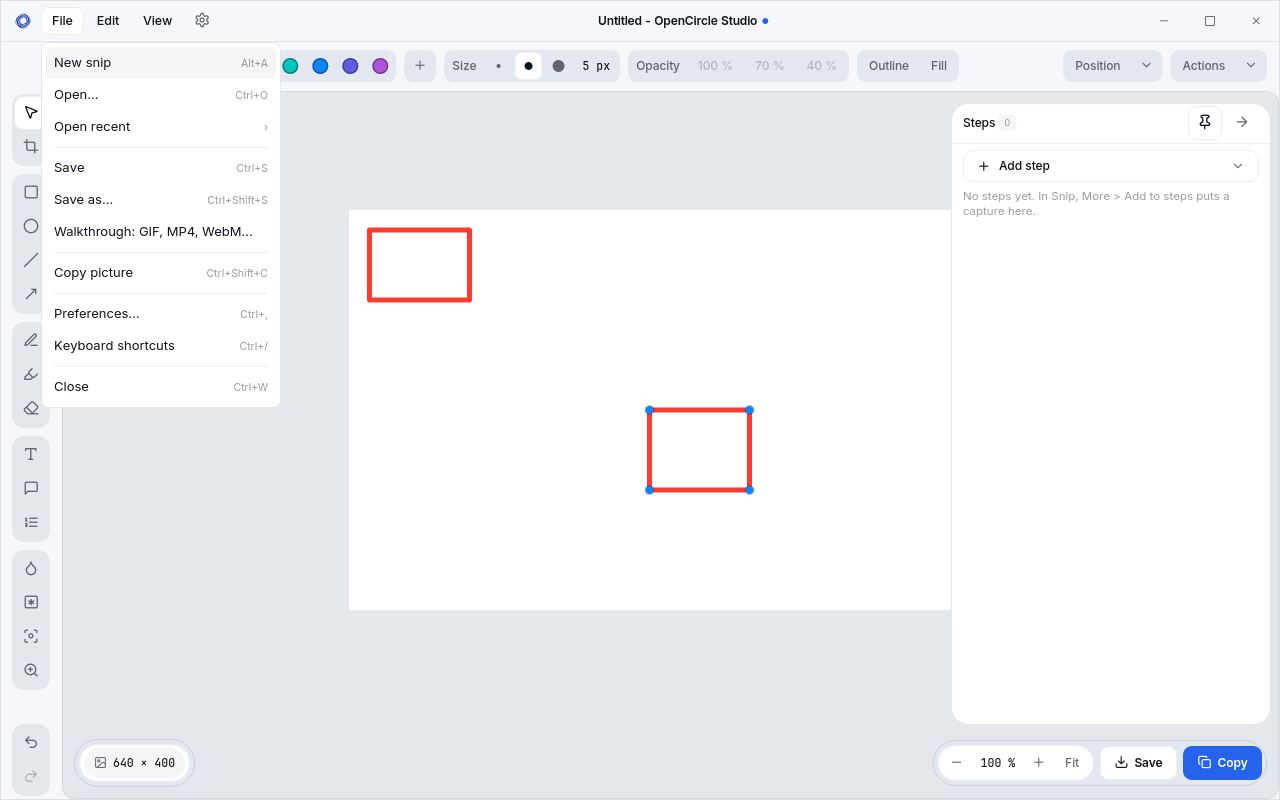 File Edit View
Untitled - OpenCircle Studio
New snip Alt+A
Open... Ctrl+O
Open recent
Save Ctrl+S
Save as... Ctrl+Shift+S
Walkthrough: GIF, MP4, WebM...
Copy picture Ctrl+Shift+C
Preferences... Ctrl+,
Keyboard shortcuts Ctrl+/
Close Ctrl+W
Size 5 px
Opacity 100 % 70 % 40 %
Outline Fill
Position
Actions
Steps 0
Add step
No steps yet. In Snip, More > Add to steps puts a
capture here.
640 × 400
100 % Fit
Save
Copy